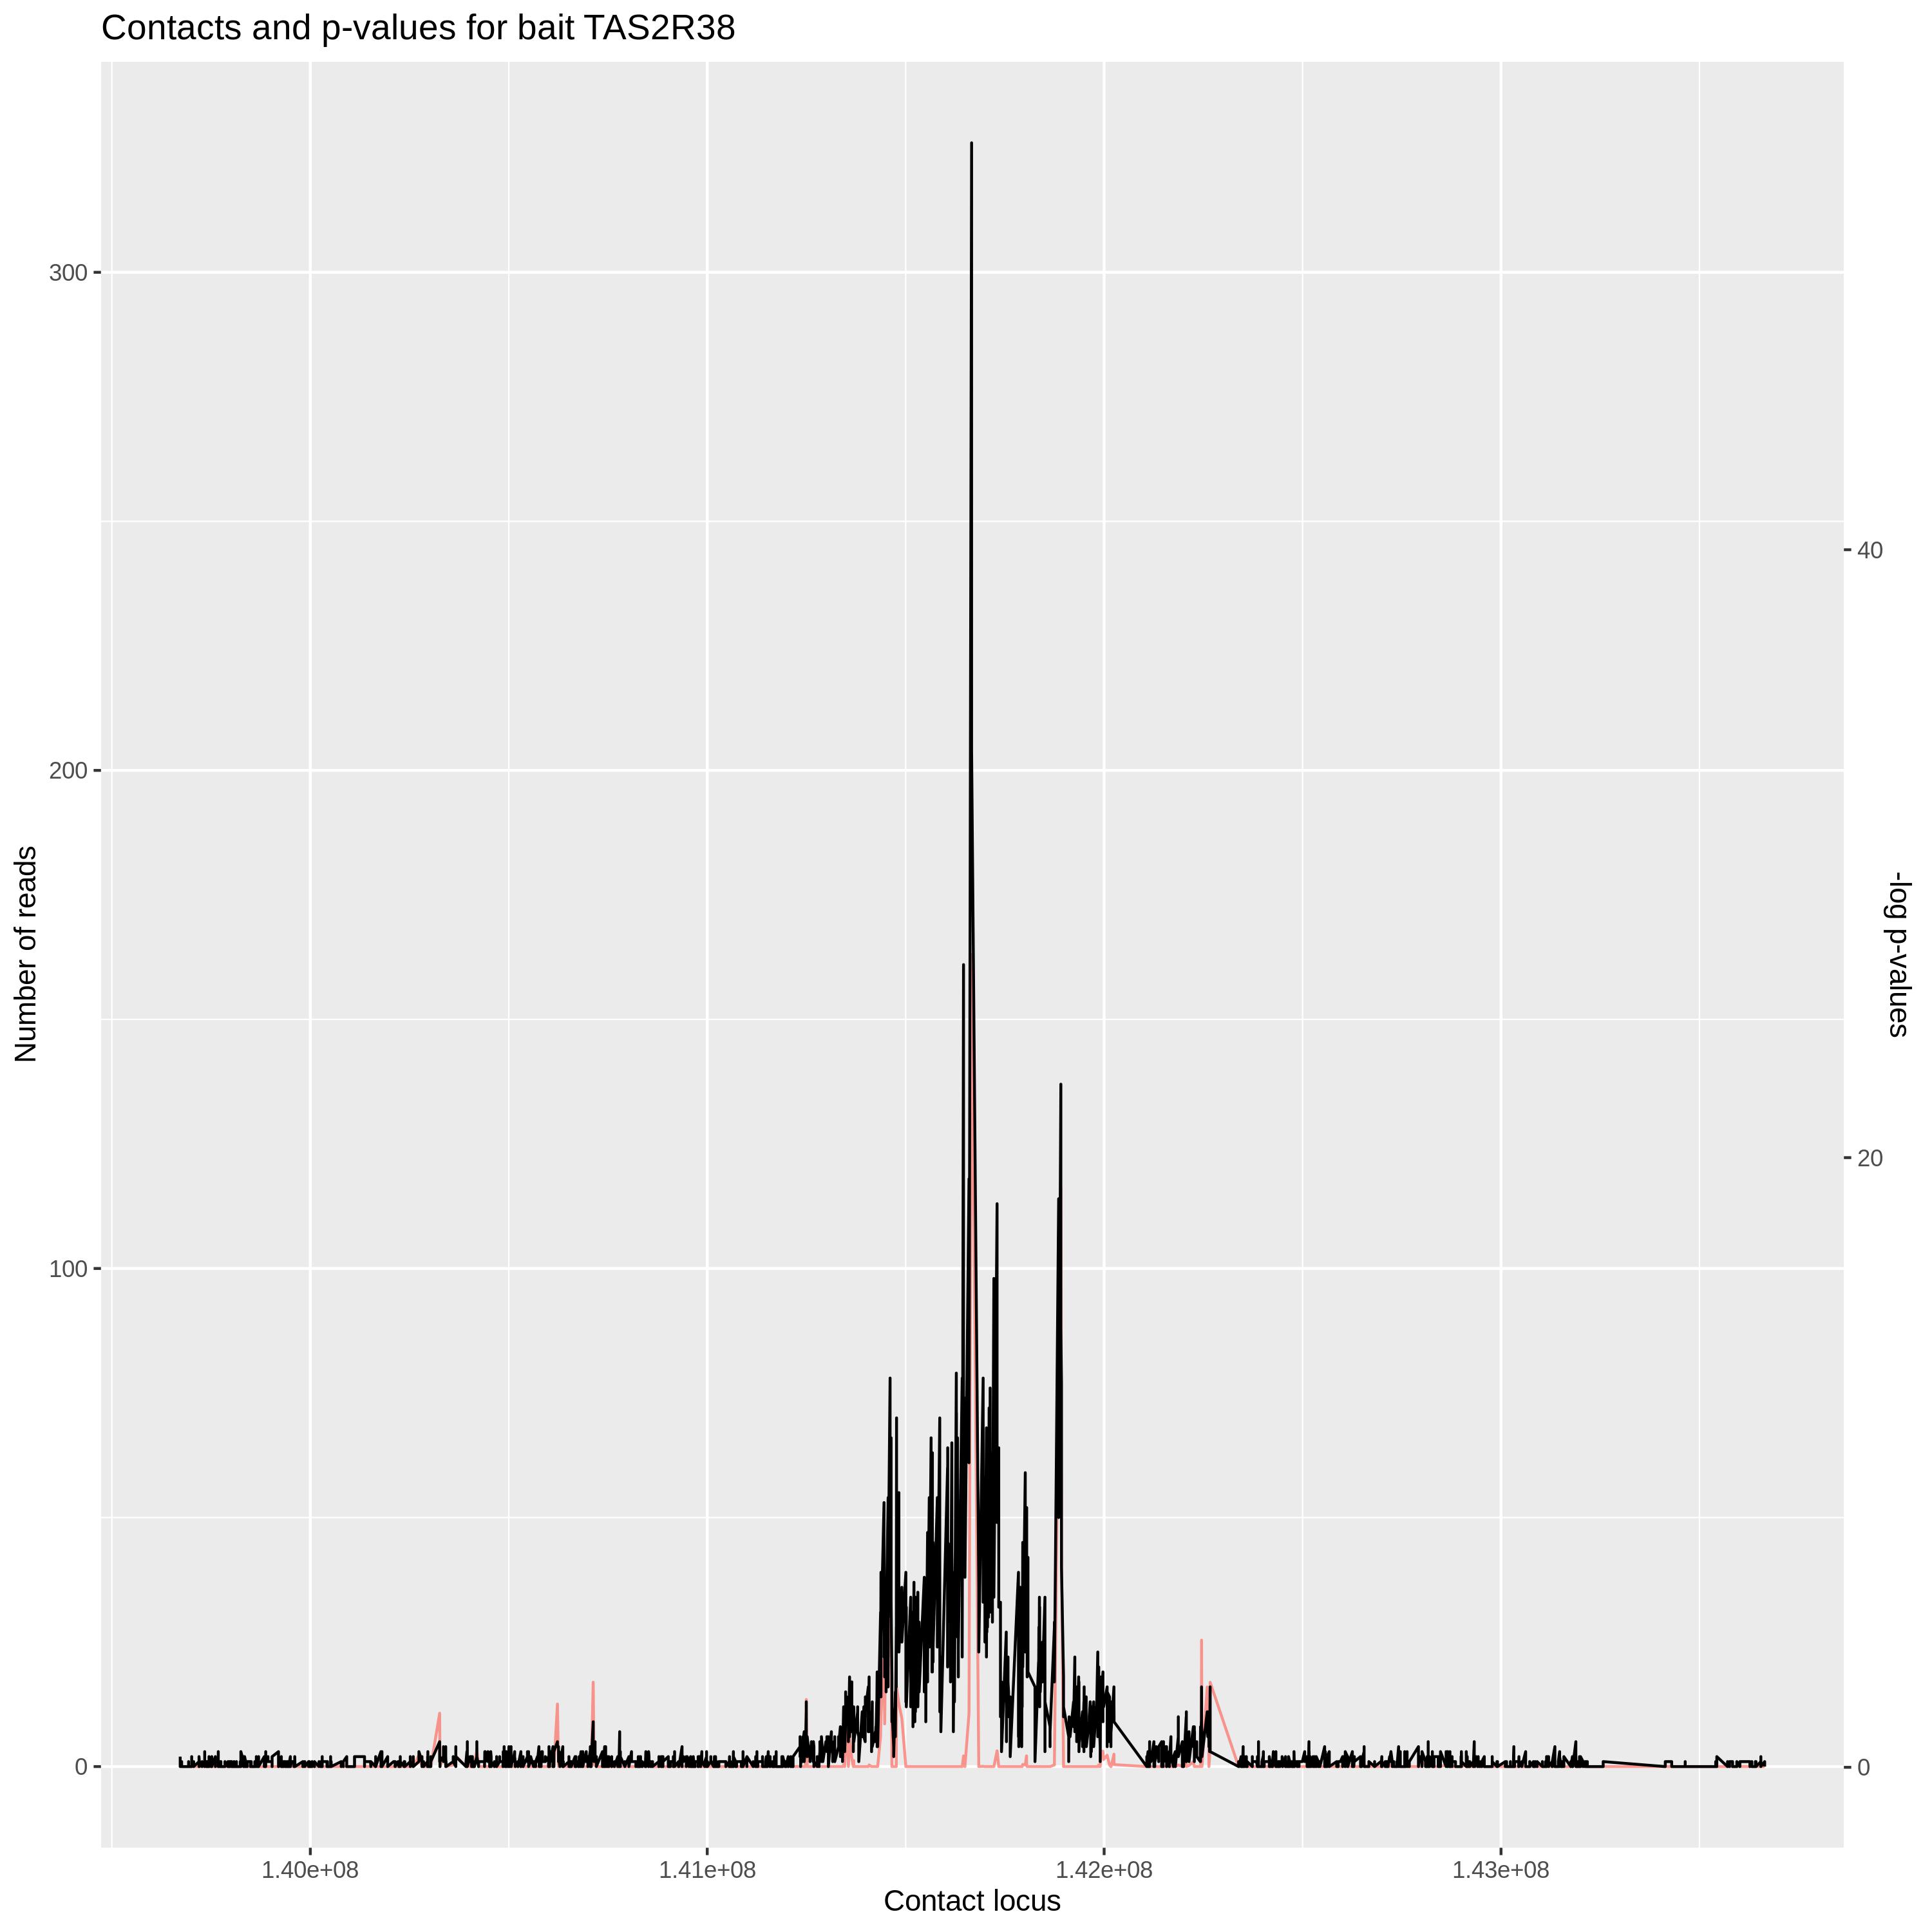 Contacts and p-values for bait TAS2R38
300
200
100
0
Number of reads
40
20
0
-log p-values
1.40e+08 1.41e+08 1.42e+08 1.43e+08
Contact locus